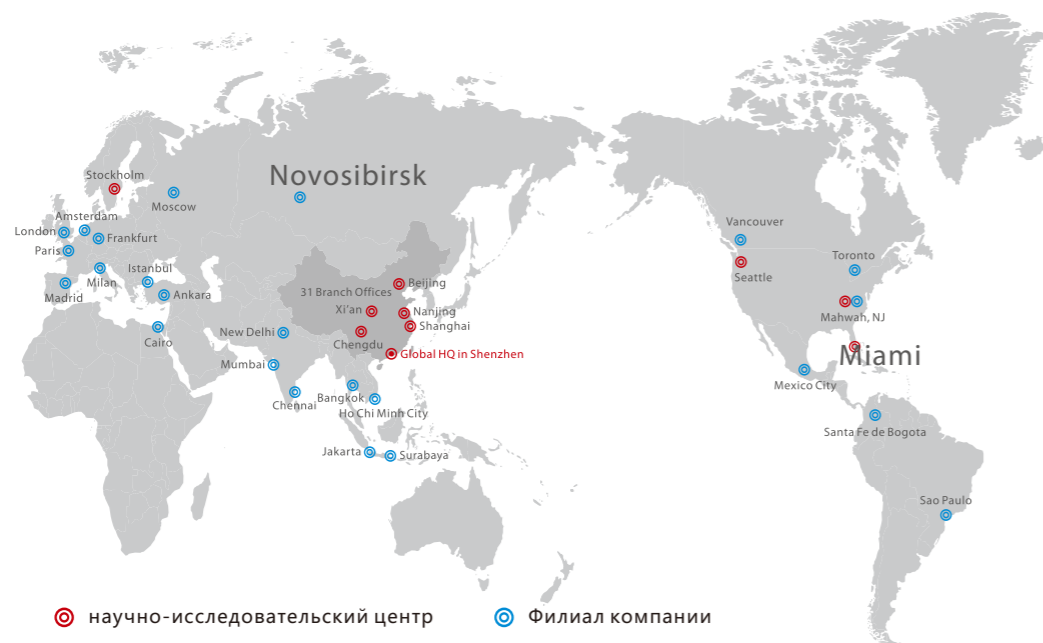 Novosibirsk
Stockholm
Moscow
Amsterdam
London
Frankfurt
Paris
Istanbul
Milan
Madrid
Ankara
Cairo
Beijing
31 Branch Offices
Xi'an
Nanjing
Shanghai
Chengdu
Global HQ in Shenzhen
New Delhi
Mumbai
Chennai
Bangkok
Ho Chi Minh City
Jakarta
Surabaya
Vancouver
Seattle
Toronto
Mahwah, NJ
Miami
Mexico City
Santa Fe de Bogota
Sao Paulo
научно-исследовательский центр
Филиал компании